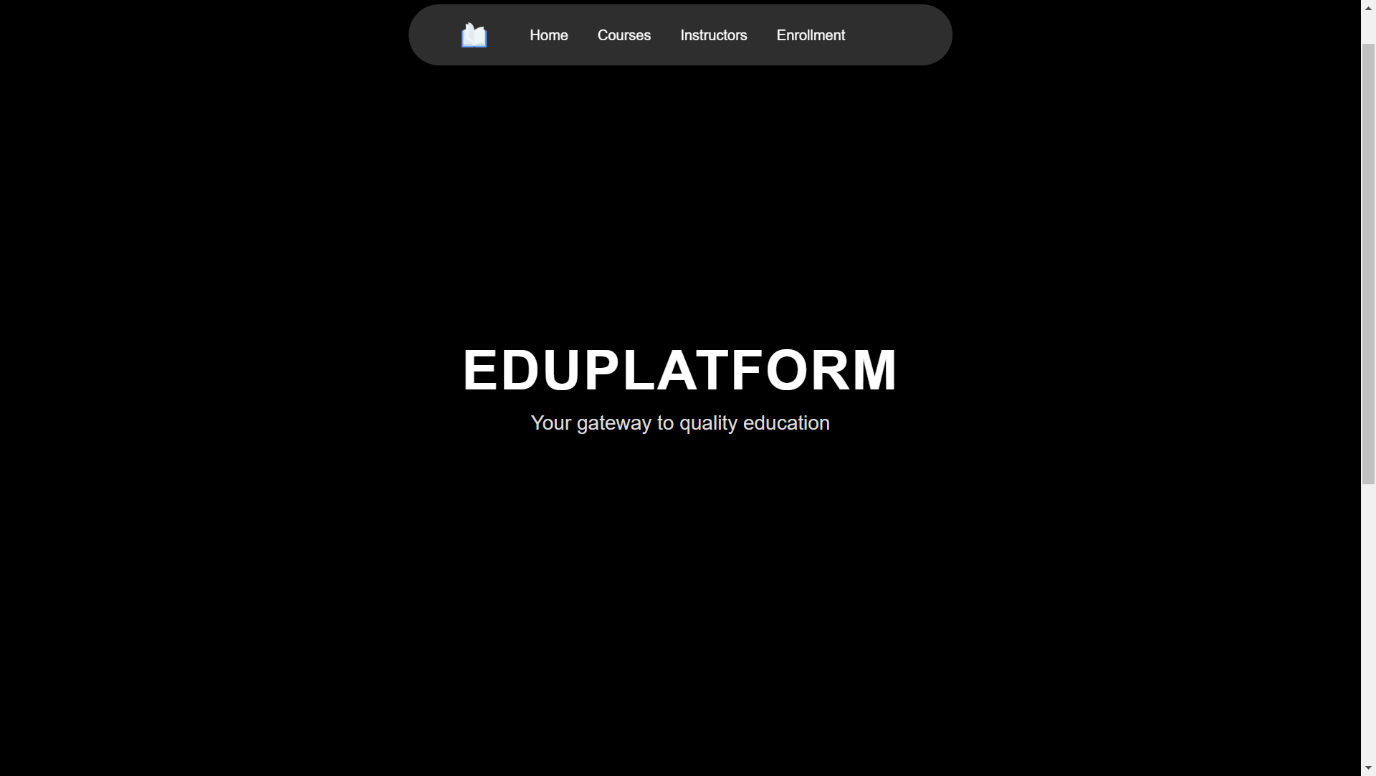 Home Courses Instructors Enrollment
EDUPLATFORM
Your gateway to quality education